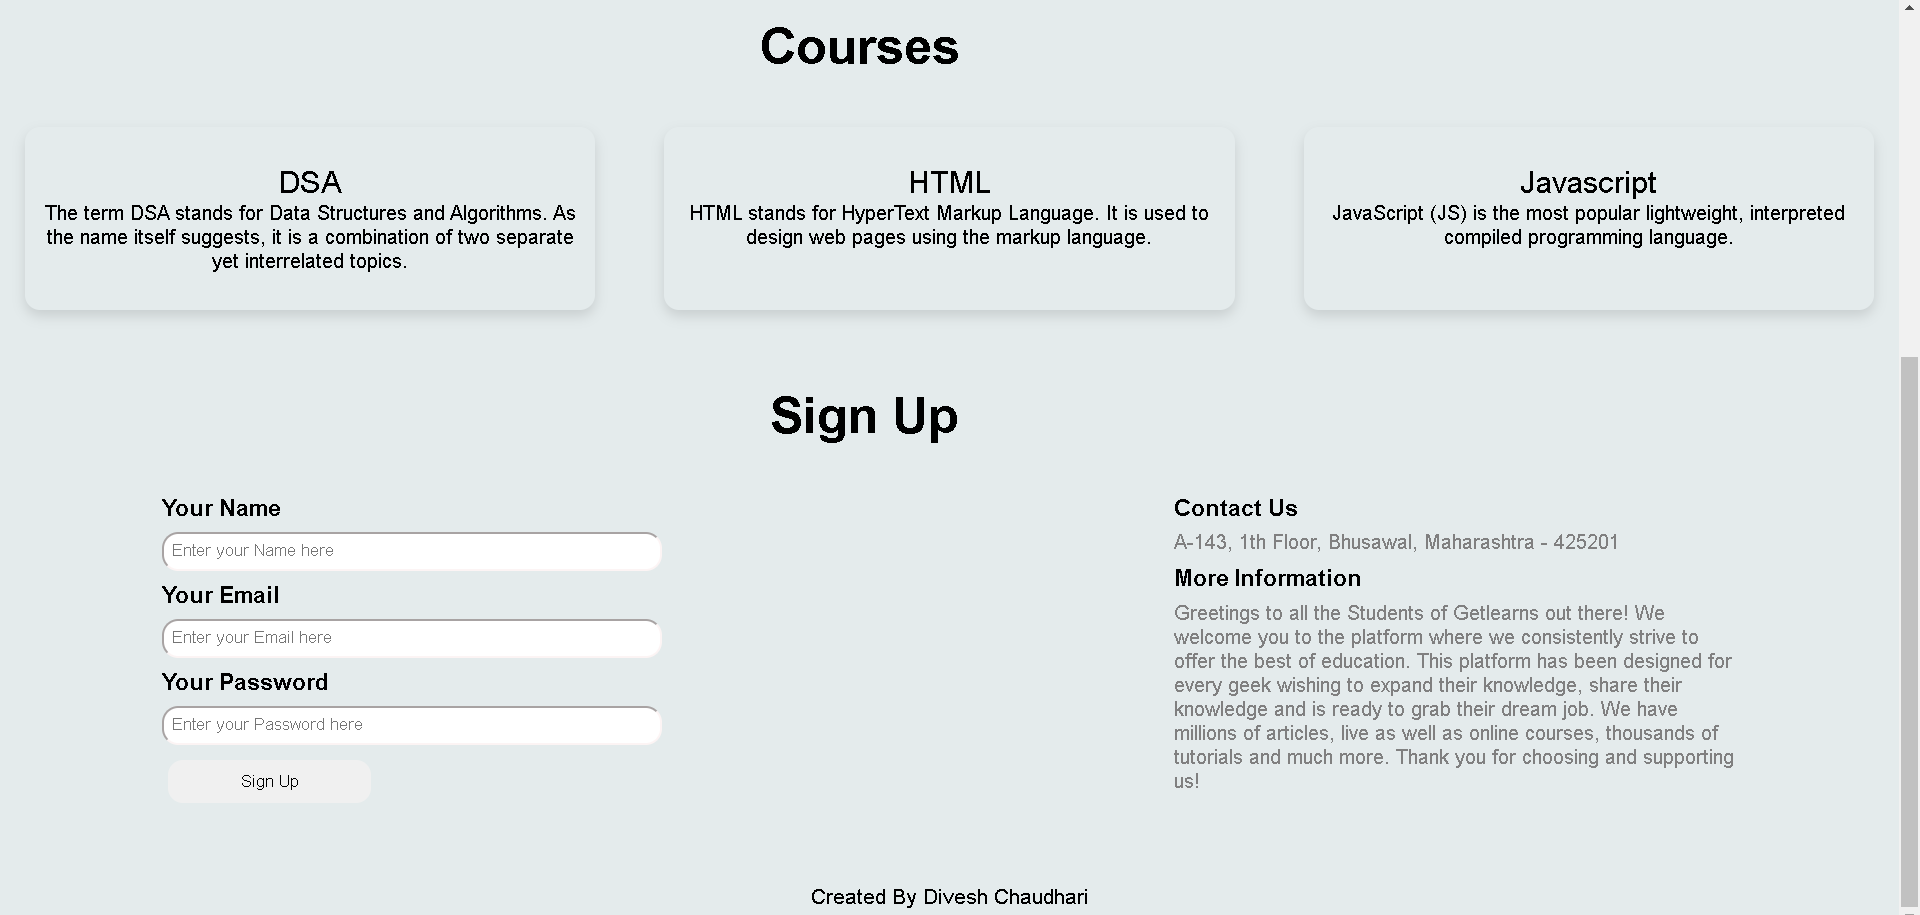 Courses
DSA
The term DSA stands for Data Structures and Algorithms. As
the name itself suggests, it is a combination of two separate
yet interrelated topics.
HTML
HTML stands for HyperText Markup Language. It is used to
design web pages using the markup language.
Javascript
JavaScript (JS) is the most popular lightweight, interpreted
compiled programming language.
Sign Up
Your Name
Enter your Name here
Your Email
Enter your Email here
Your Password
Enter your Password here
Sign Up
Contact Us
A-143, 1th Floor, Bhusawal, Maharashtra - 425201
More Information
Greetings to all the Students of Getlearns out there! We
welcome you to the platform where we consistently strive to
offer the best of education. This platform has been designed for
every geek wishing to expand their knowledge, share their
knowledge and is ready to grab their dream job. We have
millions of articles, live as well as online courses, thousands of
tutorials and much more. Thank you for choosing and supporting
us!
Created By Divesh Chaudhari